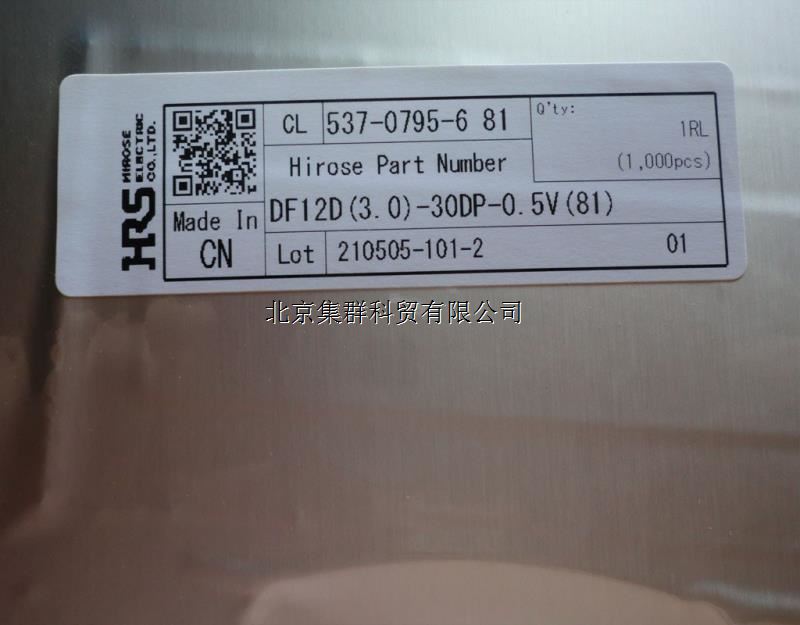 HRS
HIROSE
ELECTRIC
CO.,LTD.
CL 537-0795-6 81
Q'ty:
1RL
(1,000pcs)
Hirose Part Number
DF12D(3.0)-30DP-0.5V(81)
Made In
CN
Lot 210505-101-2 01
北京集群科贸有限公司